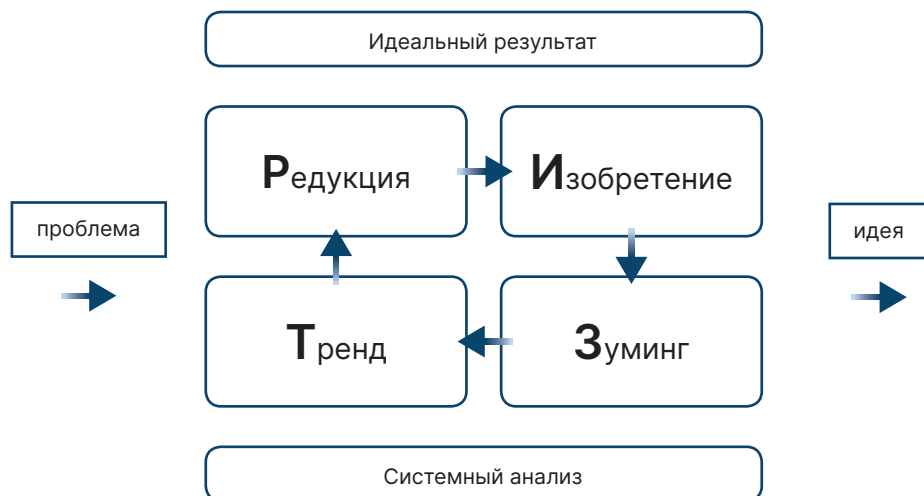 Идеальный результат
Редукция
Изобретение
проблема
идея
Тренд
Зуминг
Системный анализ